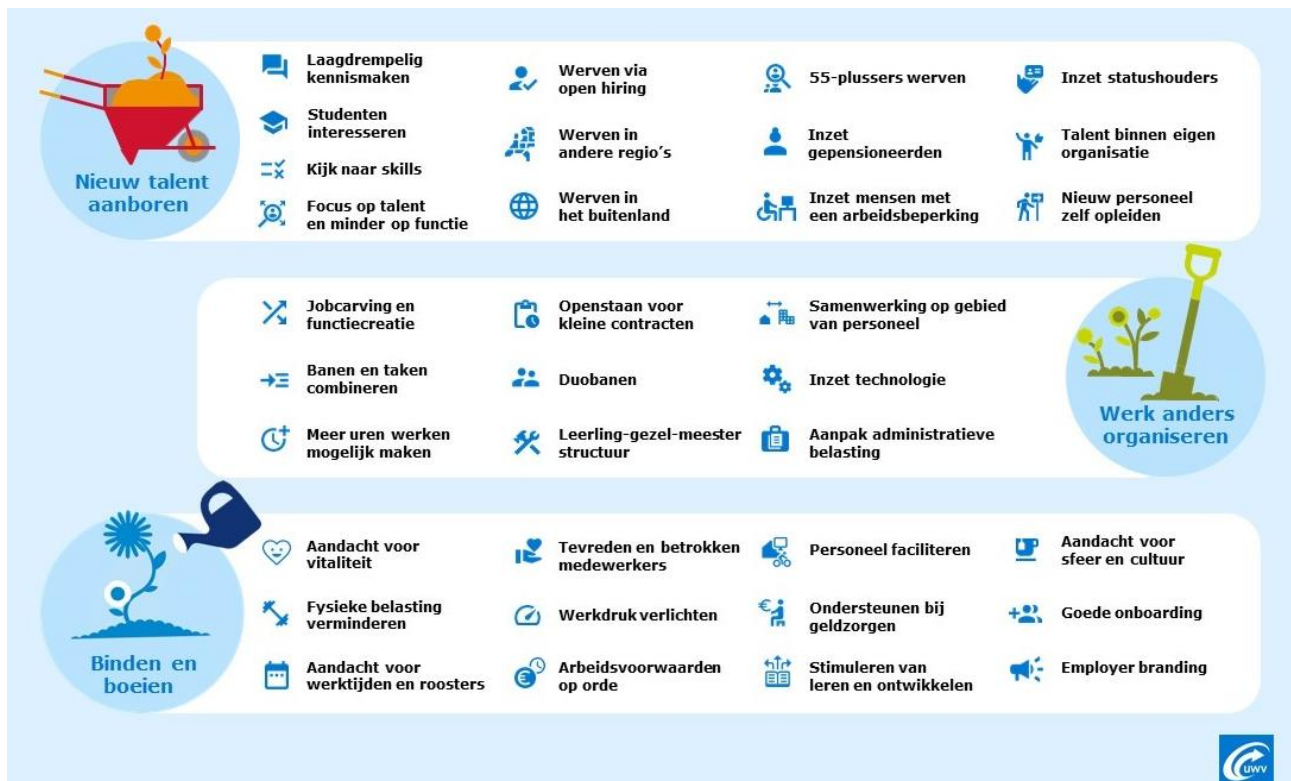 Nieuw talent
aanboren
Laagdrempelig
kennismaken
Studenten
interesseren
Kijk naar skills
Focus op talent
en minder op functie
Werven via
open hiring
Werven in
andere regio's
Werven in
het buitenland
55-plussers werven
Inzet
gepensioneerden
Inzet mensen met
een arbeidsbeperking
Inzet statushouders
Talent binnen eigen
organisatie
Nieuw personeel
zelf opleiden
Jobcarving en
functiecreatie
Banen en taken
combineren
Meer uren werken
mogelijk maken
Openstaan voor
kleine contracten
Duobanen
Leerling-gezel-meester
structuur
Samenwerking op gebied
van personeel
Inzet technologie
Aanpak administratieve
belasting
Werk anders
organiseren
Binden en
boeien
Aandacht voor
vitaliteit
Fysieke belasting
verminderen
Aandacht voor
werktijden en roosters
Tevreden en betrokken
medewerkers
Werkdruk verlichten
Arbeidsvoorwaarden
op orde
Personeel faciliteren
Ondersteunen bij
geldzorgen
Stimuleren van
leren en ontwikkelen
Aandacht voor
sfeer en cultuur
Goede onboarding
Employer branding
UWV